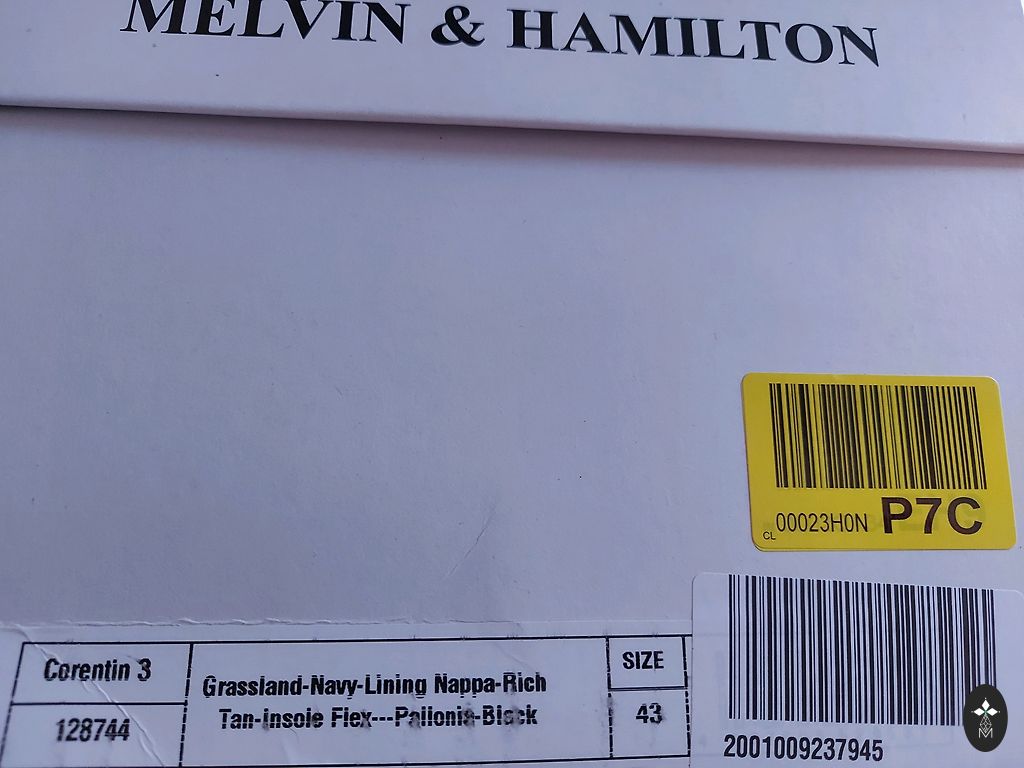 MELVIN & HAMILTON
00023H0N P7C
CL
Corentin 3
128744
Grassland-Navy-Lining Nappa-Rich
Tan-Insole Flex---Pallonia-Black
SIZE
43
2001009237945
M